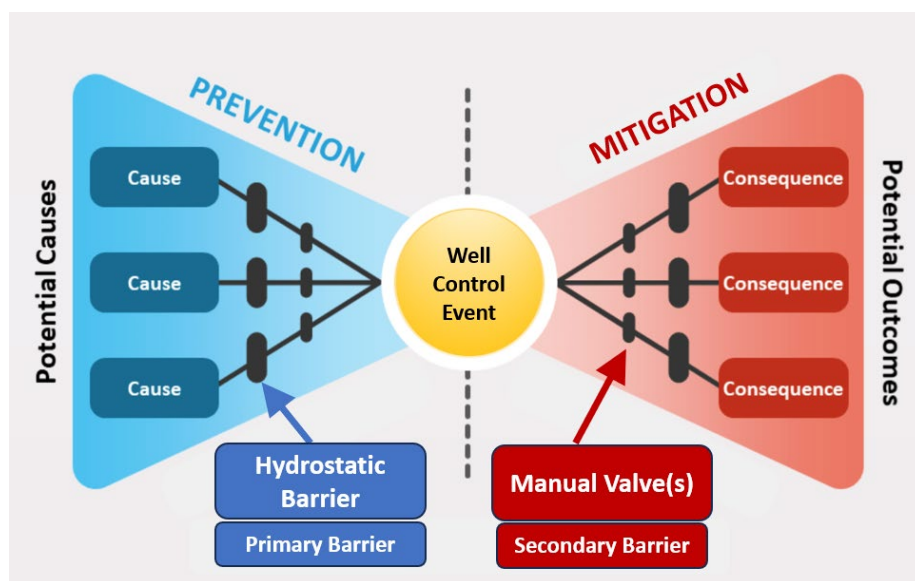 PREVENTION
MITIGATION
Potential Causes
Cause
Cause
Cause
Well
Control
Event
Consequence
Consequence
Consequence
Potential Outcomes
Hydrostatic
Barrier
Primary Barrier
Manual Valve(s)
Secondary Barrier